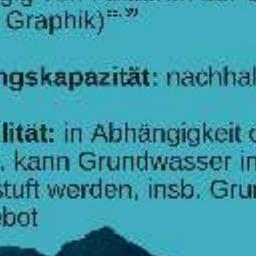 Graphik)
ngskapazität: nachhal
lität: in Abhängigkeit
. kann Grundwasser in
stuft werden, insb. Gru
ebot